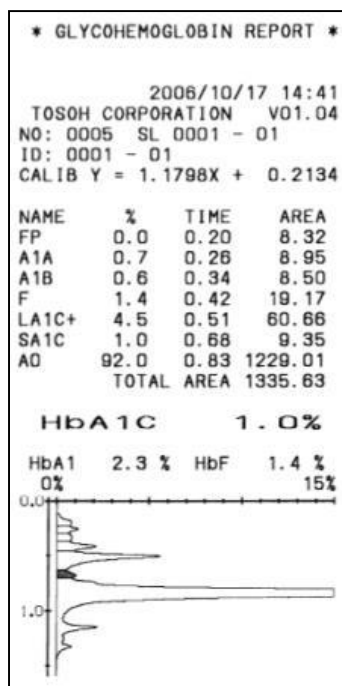 * GLYCOHEMOGLOBIN REPORT *
2006/10/17 14:41
TOSOH CORPORATION V01.04
NO: 0005 SL 0001 - 01
ID: 0001 - 01
CALIB Y = 1.1798X + 0.2134
NAME % TIME AREA
FP 0.0 0.20 8.32
A1A 0.7 0.26 8.95
A1B 0.6 0.34 8.50
F 1.4 0.42 19.17
LA1C+ 4.5 0.51 60.66
SA1C 1.0 0.68 9.35
A0 92.0 0.83 1229.01
TOTAL AREA 1335.63
HbA1C 1.0%
HbA1 2.3 % HbF 1.4 %
0% 15%
0.0
1.0